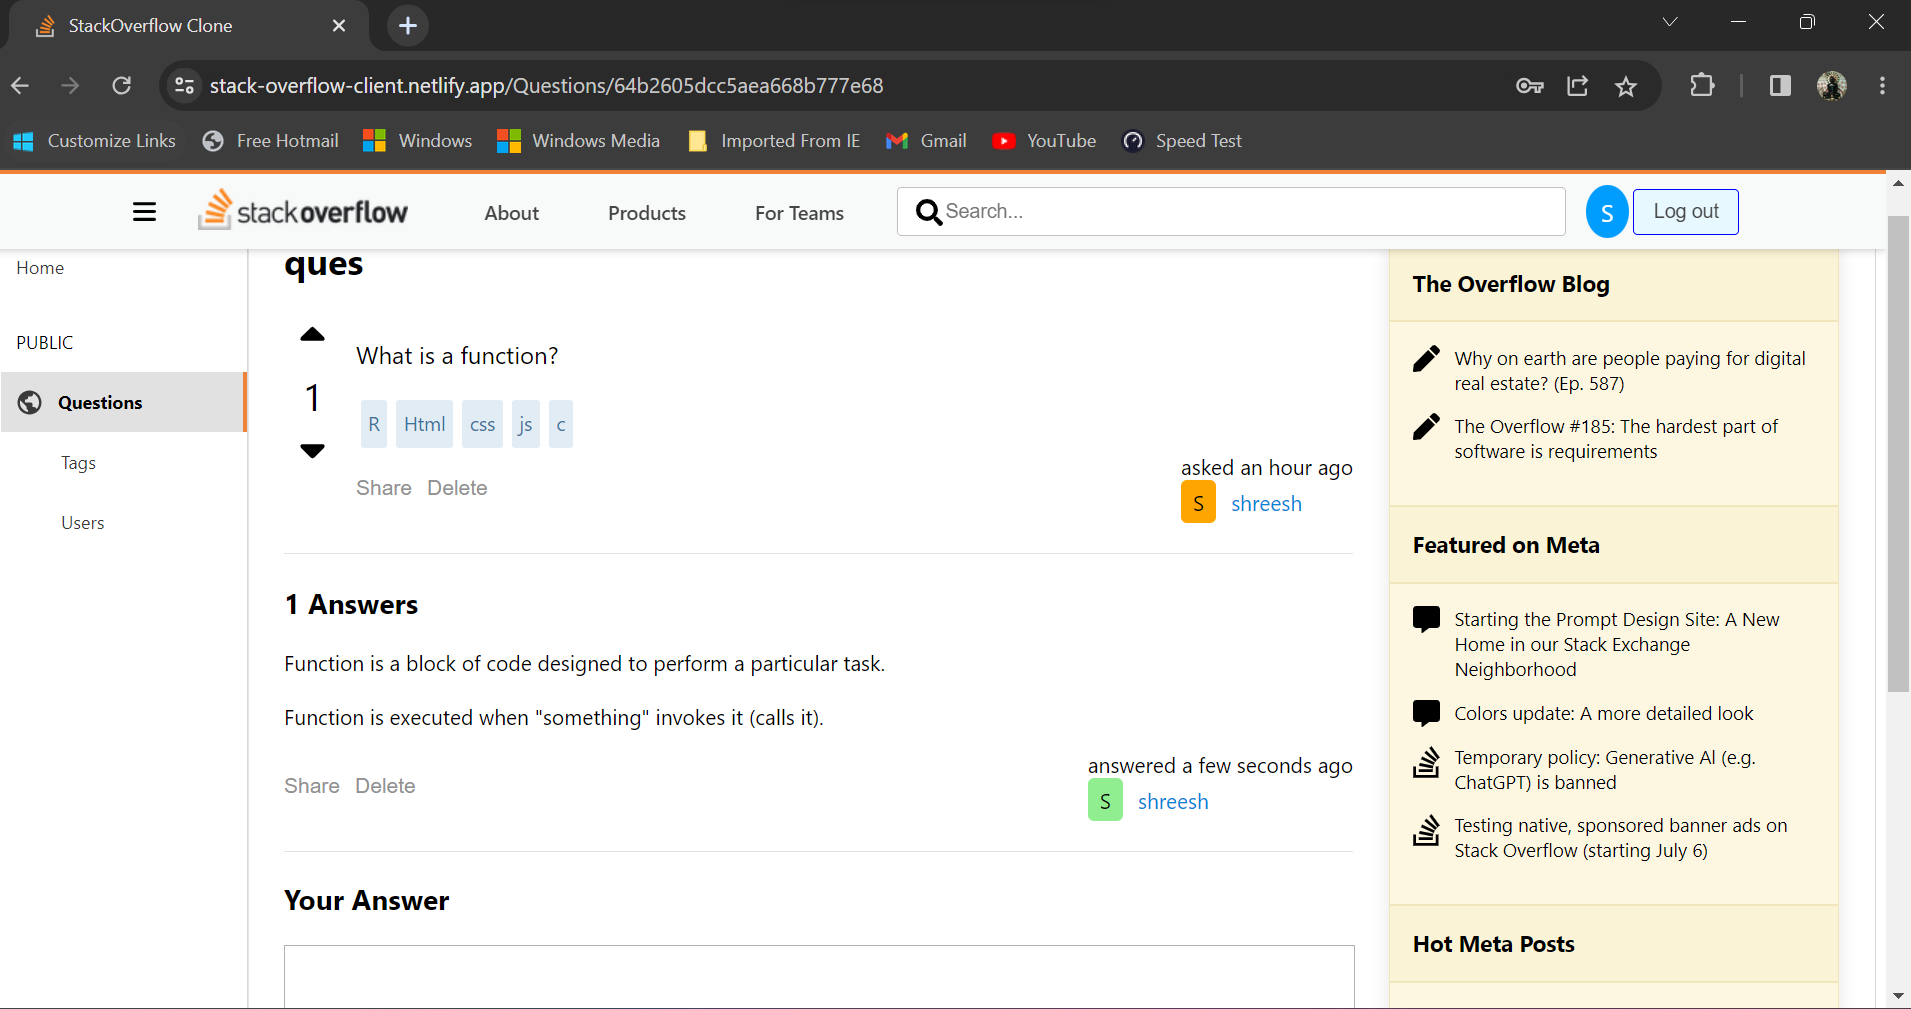 StackOverflow Clone
stack-overflow-client.netlify.app/Questions/64b2605dcc5aea668b777e68
Customize Links
Free Hotmail
Windows
Windows Media
Imported From IE
Gmail
YouTube
Speed Test
stackoverflow
About
Products
For Teams
Search...
S
Log out
Home
PUBLIC
Questions
Tags
Users
ques
What is a function?
1
R Html css js c
Share Delete
asked an hour ago
S shreesh
1 Answers
Function is a block of code designed to perform a particular task.
Function is executed when "something" invokes it (calls it).
Share Delete
answered a few seconds ago
S shreesh
Your Answer
The Overflow Blog
Why on earth are people paying for digital
real estate? (Ep. 587)
The Overflow #185: The hardest part of
software is requirements
Featured on Meta
Starting the Prompt Design Site: A New
Home in our Stack Exchange
Neighborhood
Colors update: A more detailed look
Temporary policy: Generative Al (e.g.
ChatGPT) is banned
Testing native, sponsored banner ads on
Stack Overflow (starting July 6)
Hot Meta Posts